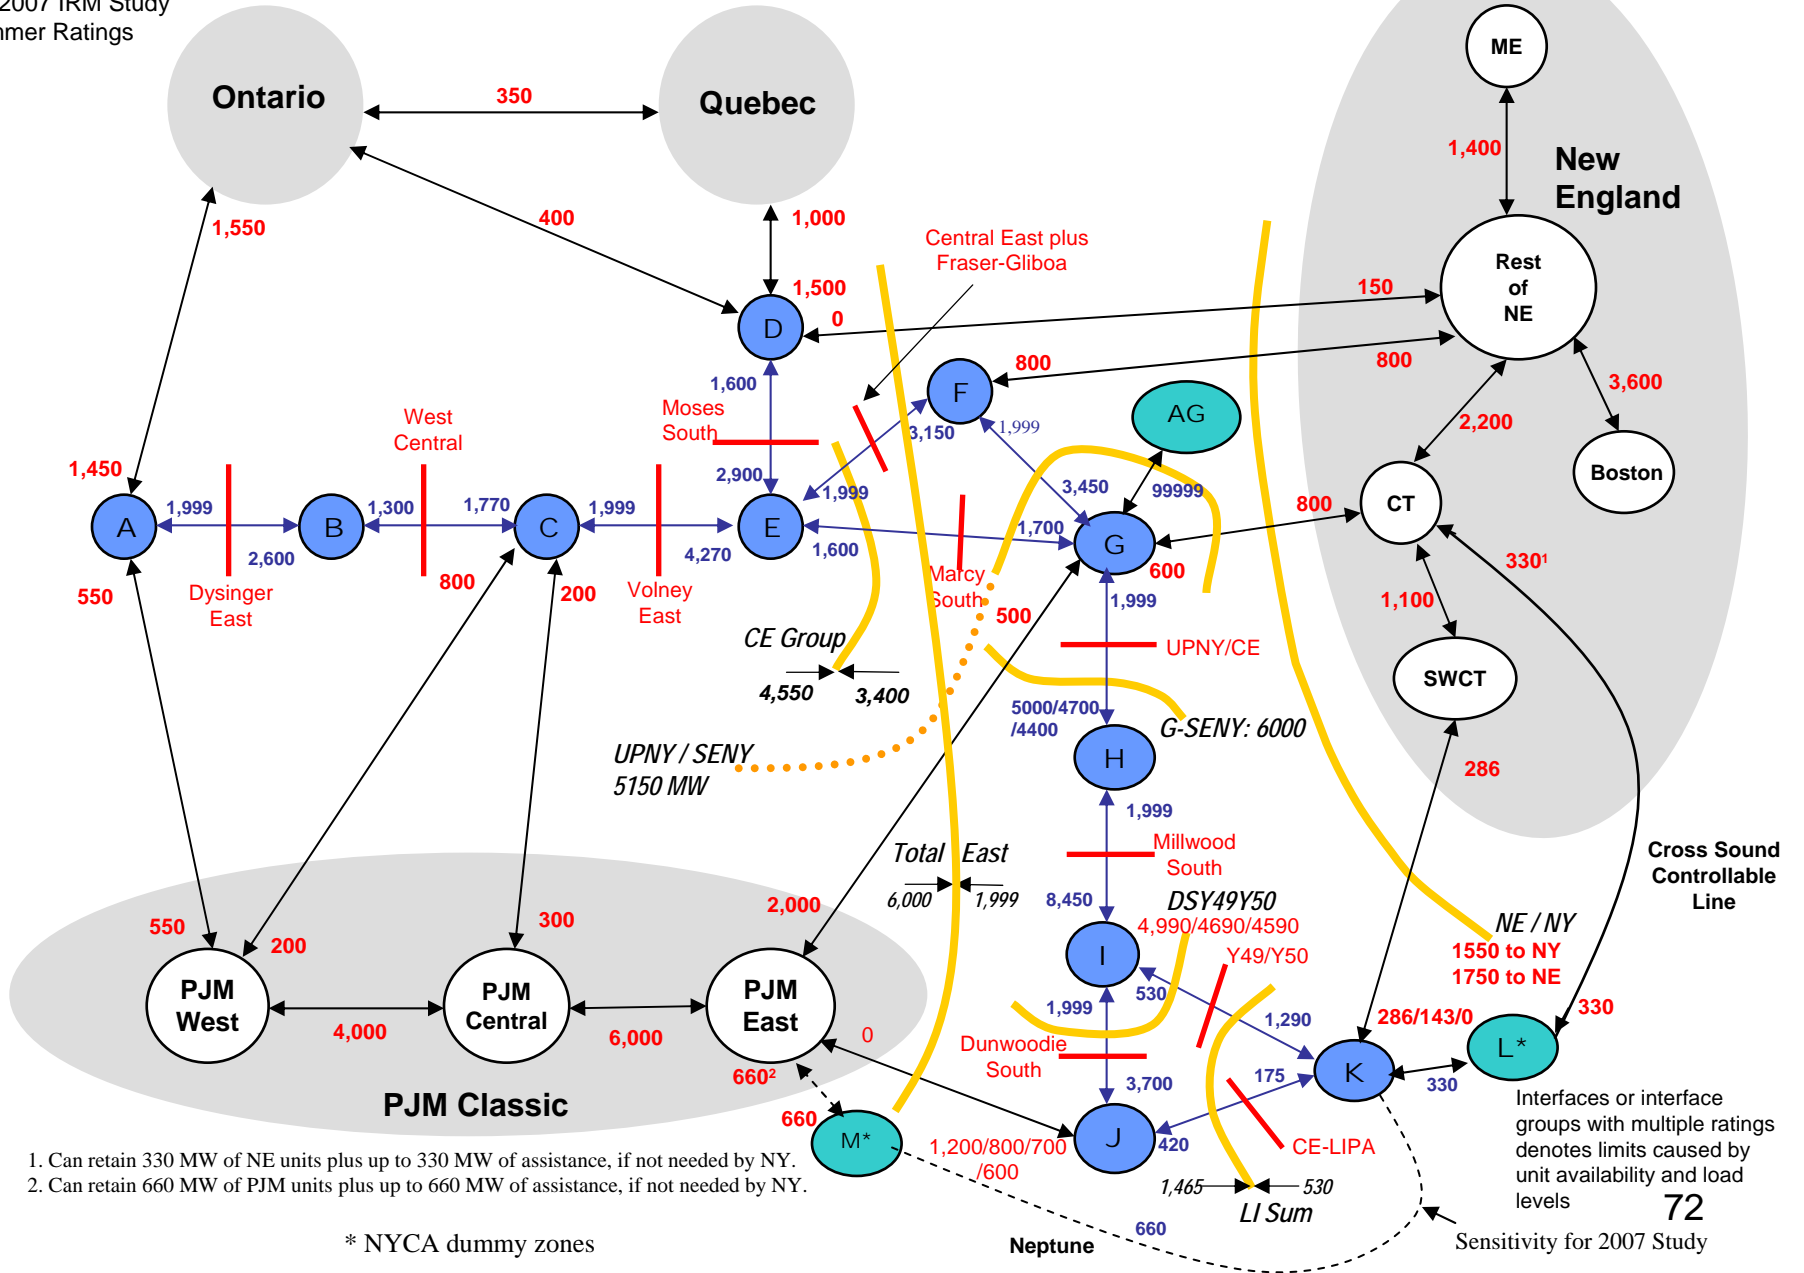 2007 IRM Study
mmer Ratings
Ontario
350
Quebec
ME
1,400
New
England
1,550
400
1,000
Central East plus
Fraser-Gliboa
Rest
of
NE
1,500
0
150
D
800
800
3,600
1,600
F
AG
2,200
Boston
West
Central
Moses
South
3,150
1,999
1,450
2,900
3,450
99999
CT
A
1,999
B
1,300
1,770
C
1,999
E
1,999
1,700
G
800
2,600
4,270
1,600
600
330¹
550
Dysinger
East
800
200
Volney
East
Marcy
South
500
1,999
1,100
CE Group
UPNY/CE
SWCT
4,550
3,400
5000/4700
/4400
G-SENY: 6000
UPNY / SENY
5150 MW
H
286
1,999
Total East
6,000
1,999
Millwood
South
Cross Sound
Controllable
Line
8,450
DSY49Y50
4,990/4690/4590
550
200
300
2,000
NE / NY
1550 to NY
1750 to NE
I
Y49/Y50
530
PJM
West
PJM
Central
PJM
East
4,000
6,000
0
1,999
1,290
286/143/0
330
L*
Dunwoodie
South
K
330
660²
3,700
175
PJM Classic
660
M*
J
420
CE-LIPA
1,200/800/700
/600
Interfaces or interface
groups with multiple ratings
denotes limits caused by
unit availability and load
levels
1. Can retain 330 MW of NE units plus up to 330 MW of assistance, if not needed by NY.
2. Can retain 660 MW of PJM units plus up to 660 MW of assistance, if not needed by NY.
1,465
530
LI Sum
72
660
Neptune
Sensitivity for 2007 Study
* NYCA dummy zones